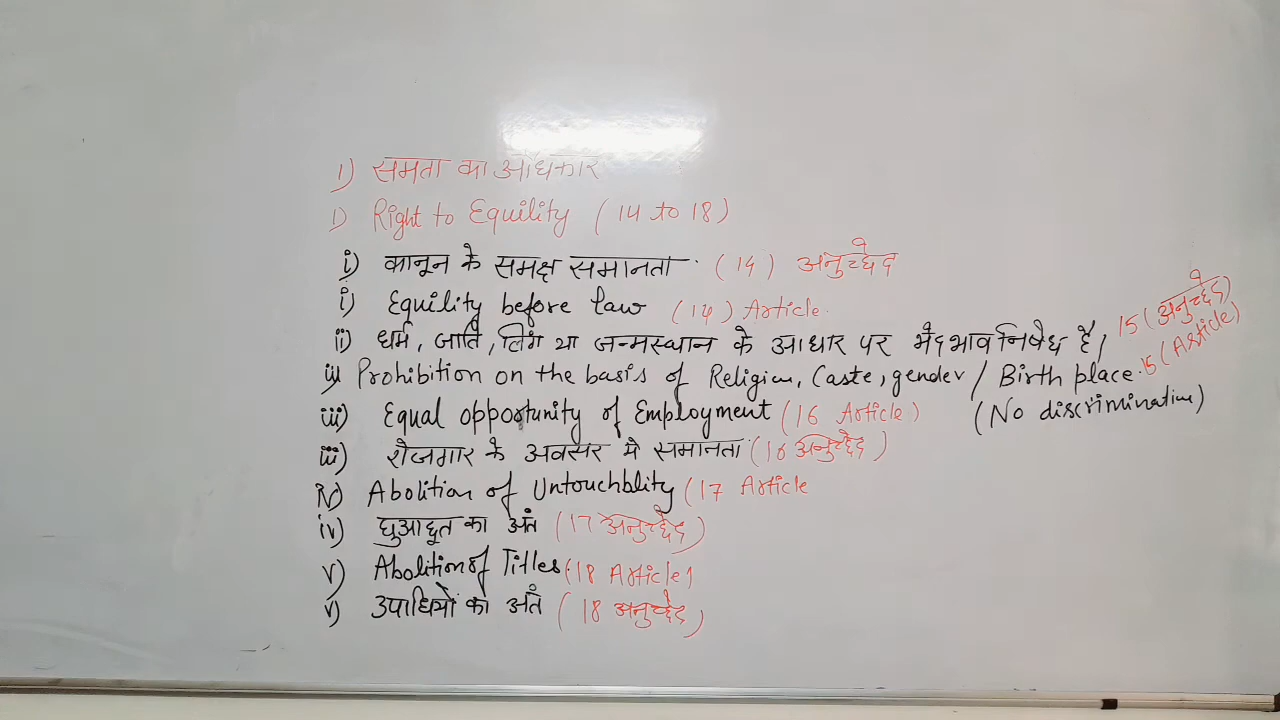 1) समता का अधिकार
1) Right to Equility (14 to 18)
i) कानून के समक्ष समानता (14) अनुच्छेद
i) Equility before law (14) Article.
ii) धर्म, जाति, लिंग या जन्मस्थान के आधार पर भेदभाव निषेध है, 15 (अनुच्छेद)
ii) Prohibition on the basis of Religion, Caste, gender / Birth place. 15 (Article)
iii) Equal opportunity of Employment (16 Article) (No discrimination)
iii) रोजगार के अवसर मे समानता (16 अनुच्छेद)
iv) Abolition of Untouchblity (17 Article
iv) छुआछूत का अंत (17 अनुच्छेद)
v) Abolition of Titles (18 Article)
v) उपाधियों का अंत (18 अनुच्छेद)